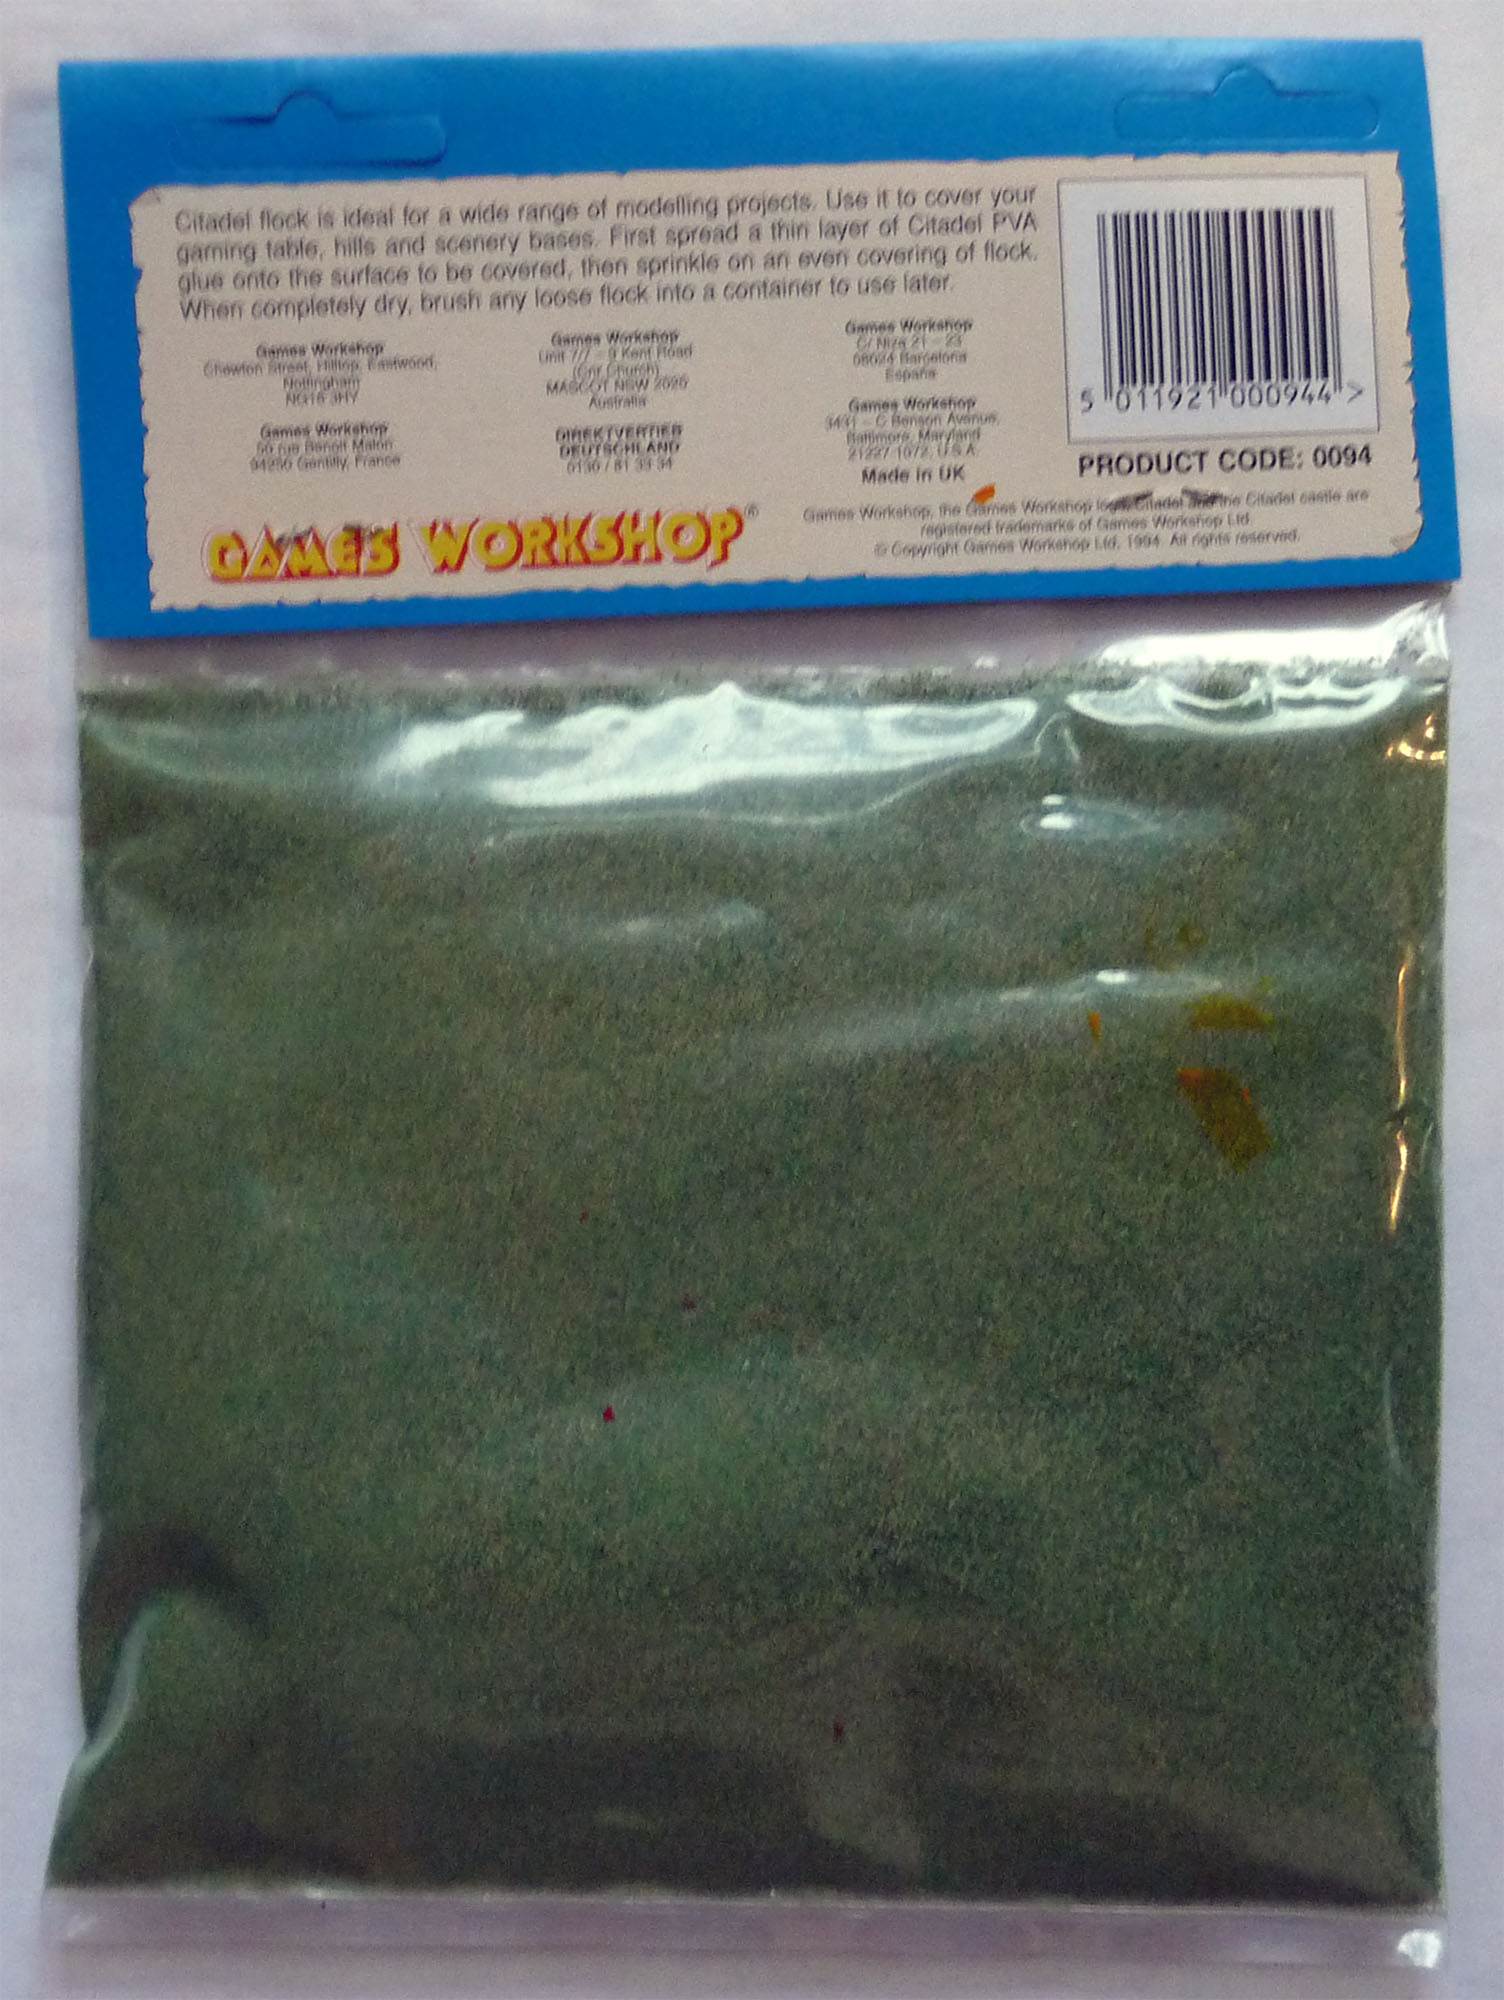 Citadel flock is ideal for a wide range of modelling projects. Use it to cover your
gaming table, hills and scenery bases. First spread a thin layer of Citadel PVA
glue onto the surface to be covered, then sprinkle on an even covering of flock.
When completely dry, brush any loose flock into a container to use later.
Games Workshop
Chewton Street, Hilltop, Eastwood,
Nottingham
NG16 3HY
Games Workshop
Unit 7/7 - 9 Kent Road
(Cnr Church)
MASCOT NSW 2020
Australia
Games Workshop
C/ Niza 21 - 23
08024 Barcelona
España
Games Workshop
rue Benoit Malon
94250 Gentilly, France
DIREKTVERTIEB
DEUTSCHLAND
0130 / 81 33 34
Games Workshop
3431 - C Benson Avenue,
Baltimore, Maryland
21227-1072, U.S.A.
Made in UK
5 011921 000944 >
PRODUCT CODE: 0094
GAMES WORKSHOP®
Games Workshop, the Games Workshop logo, Citadel and the Citadel castle are
registered trademarks of Games Workshop Ltd.
© Copyright Games Workshop Ltd, 1994. All rights reserved.